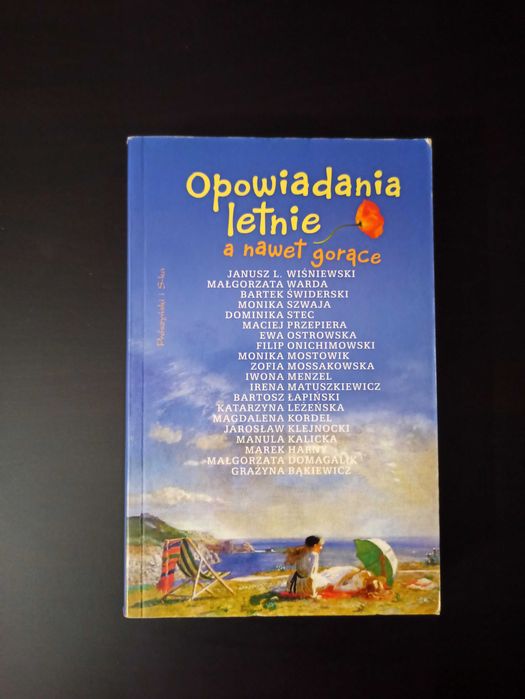 Opowiadania
letnie
a nawet gorące
JANUSZ L. WIŚNIEWSKI
MAŁGORZATA WARDA
BARTEK ŚWIDERSKI
MONIKA SZWAJA
DOMINIKA STEC
MACIEJ PRZEPIERA
EWA OSTROWSKA
FILIP ONICHIMOWSKI
MONIKA MOSTOWIK
ZOFIA MOSSAKOWSKA
IWONA MENZEL
IRENA MATUSZKIEWICZ
BARTOSZ ŁAPIŃSKI
KATARZYNA LEŻEŃSKA
MAGDALENA KORDEL
JAROSŁAW KLEJNOCKI
MANULA KALICKA
MAREK HARNY
MAŁGORZATA DOMAGALIK
GRAŻYNA BĄKIEWICZ
Prószyński i S-ka